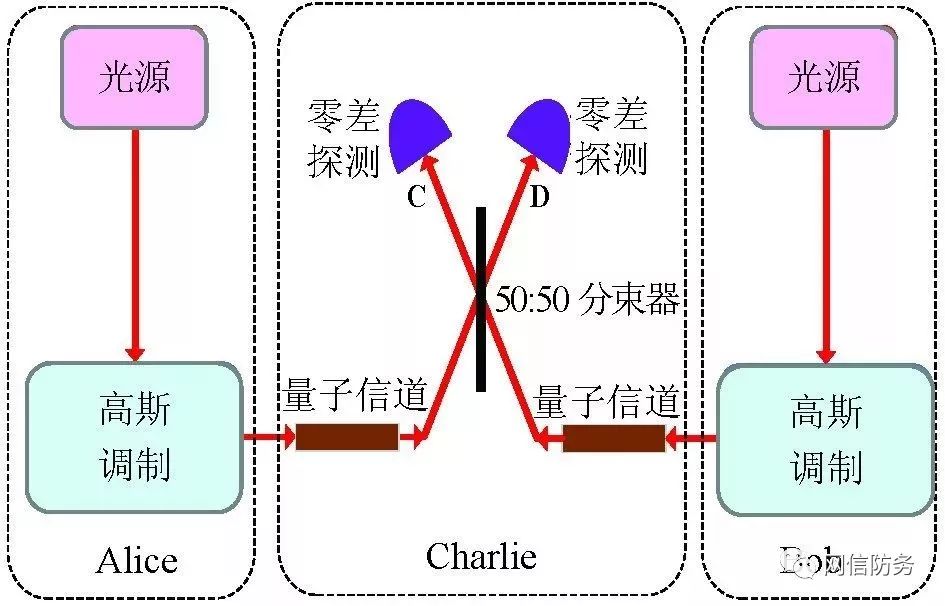 光源
光源
零差
探测
零差
探测
C
D
50:50 分束器
量子信道
量子信道
高斯
调制
高斯
调制
Alice
Charlie
Bob
网信防务